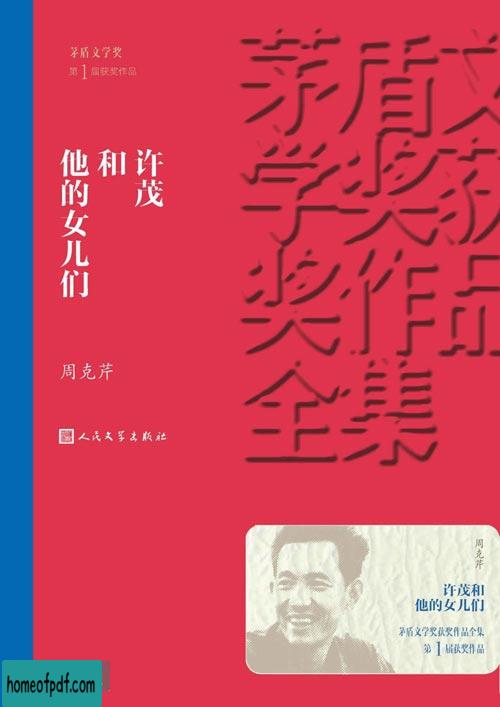 茅盾文学奖
第1届获奖作品
许茂
和
他的女儿们
周克芹
人民文学出版社
茅盾文
学奖获
奖作品
全集
周克芹
许茂和
他的女儿们
茅盾文学奖获奖作品全集
第1届获奖作品
homeofpdf.com